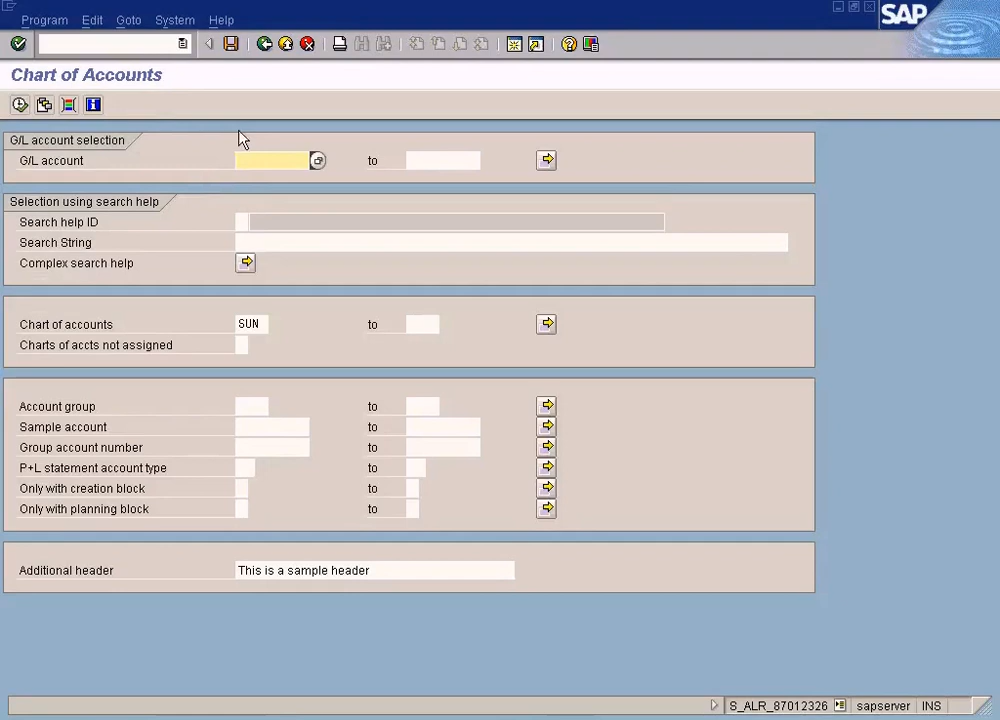 Program Edit Goto System Help
SAP
Chart of Accounts
G/L account selection
G/L account to
Selection using search help
Search help ID
Search String
Complex search help
Chart of accounts SUN to
Charts of accts not assigned
Account group to
Sample account to
Group account number to
P+L statement account type to
Only with creation block to
Only with planning block to
Additional header This is a sample header
S_ALR_87012326 sapserver INS